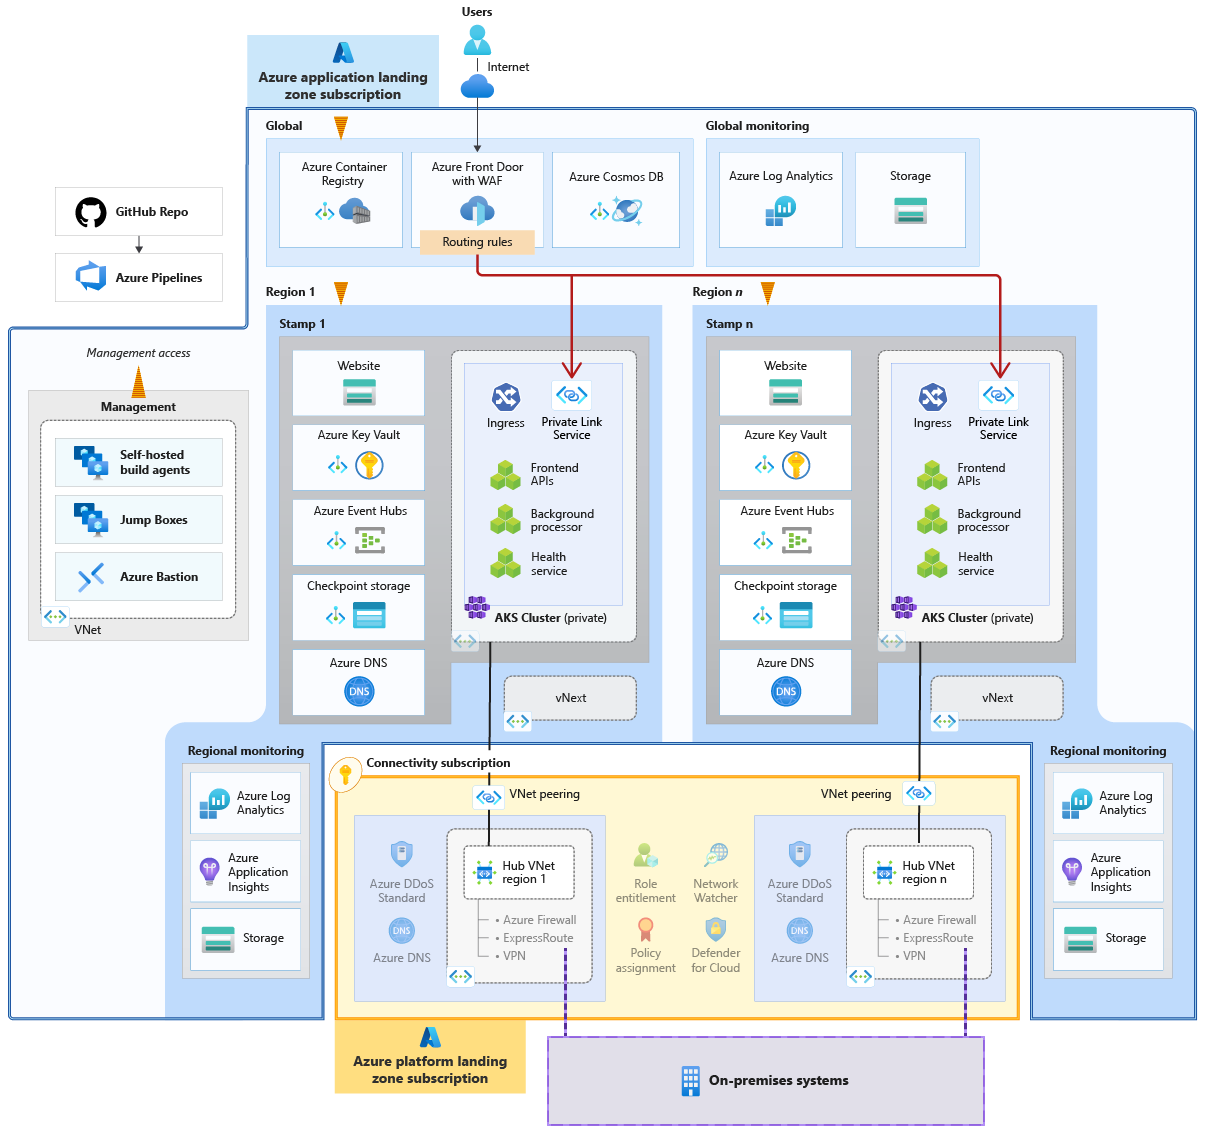 Users
Internet
Azure application landing
zone subscription
Global
Azure Container
Registry
Azure Front Door
with WAF
Routing rules
Azure Cosmos DB
Global monitoring
Azure Log Analytics
Storage
GitHub Repo
Azure Pipelines
Management access
Management
Self-hosted
build agents
Jump Boxes
Azure Bastion
VNet
Region 1
Stamp 1
Website
Azure Key Vault
Azure Event Hubs
Checkpoint storage
Azure DNS
DNS
Ingress
Private Link
Service
Frontend
APIs
Background
processor
Health
service
AKS Cluster (private)
vNext
Region n
Stamp n
Website
Azure Key Vault
Azure Event Hubs
Checkpoint storage
Azure DNS
DNS
Ingress
Private Link
Service
Frontend
APIs
Background
processor
Health
service
AKS Cluster (private)
vNext
Regional monitoring
Azure Log
Analytics
Azure
Application
Insights
Storage
Connectivity subscription
VNet peering
Azure DDoS
Standard
DNS
Azure DNS
Hub VNet
region 1
• Azure Firewall
• ExpressRoute
• VPN
Role
entitlement
Network
Watcher
Policy
assignment
Defender
for Cloud
VNet peering
Azure DDoS
Standard
DNS
Azure DNS
Hub VNet
region n
• Azure Firewall
• ExpressRoute
• VPN
Regional monitoring
Azure Log
Analytics
Azure
Application
Insights
Storage
Azure platform landing
zone subscription
On-premises systems